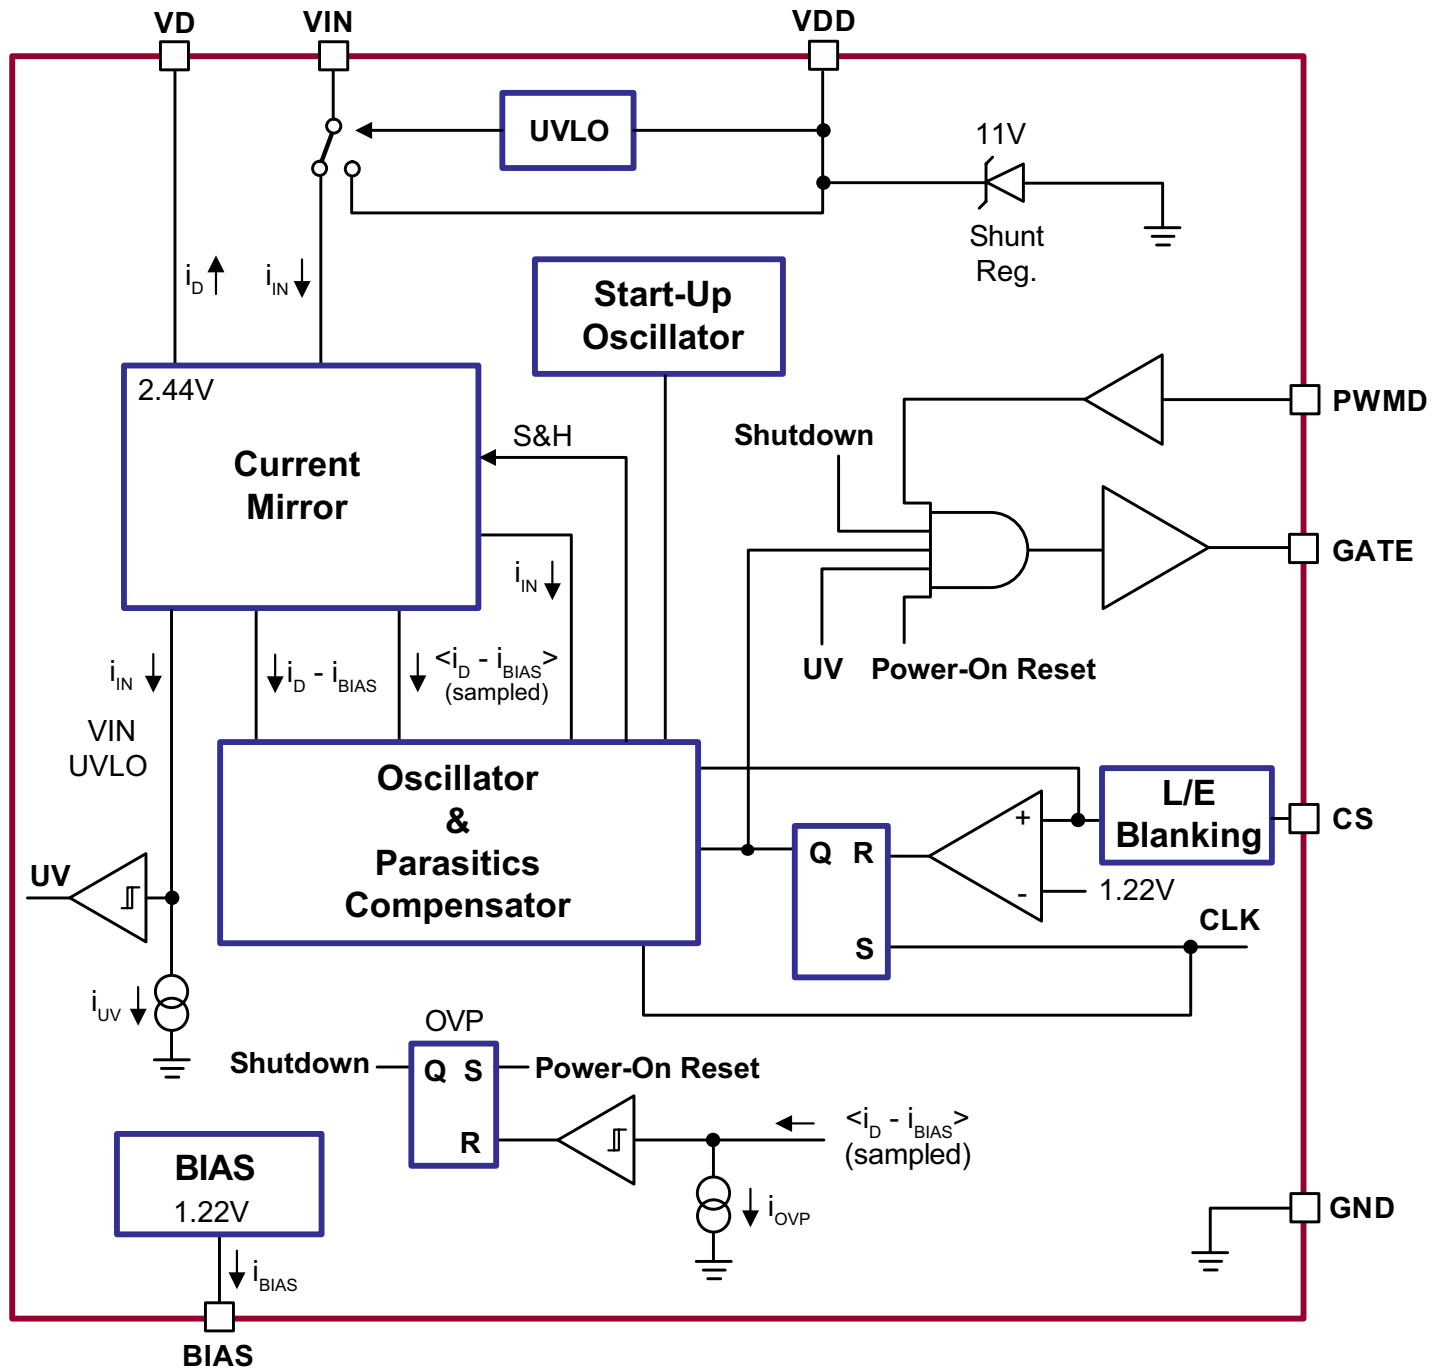 VD
VIN
VDD
UVLO
11V
Shunt
Reg.
iD
iIN
Start-Up
Oscillator
2.44V
Current
Mirror
S&H
Shutdown
PWMD
GATE
iIN
UV
Power-On Reset
iIN
iD - iBIAS
<iD - iBIAS>
(sampled)
VIN
UVLO
Oscillator
&
Parasitics
Compensator
L/E
Blanking
CS
+
Q R
-
1.22V
S
CLK
UV
iUV
OVP
Shutdown
Q S
Power-On Reset
R
<iD - iBIAS>
(sampled)
iOVP
BIAS
1.22V
GND
iBIAS
BIAS